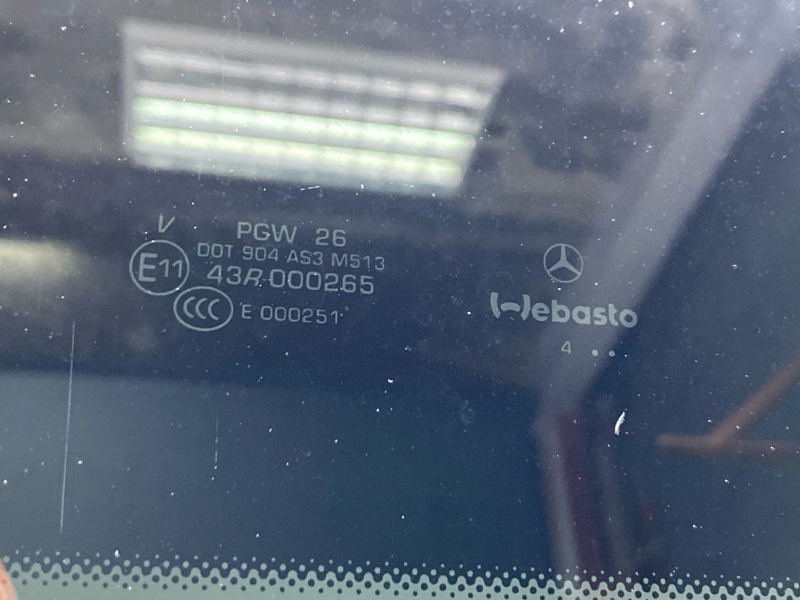 V
PGW 26
DOT 904 AS3 M513
E11
43R-000265
CCC
E 000251
Webasto
4 ••